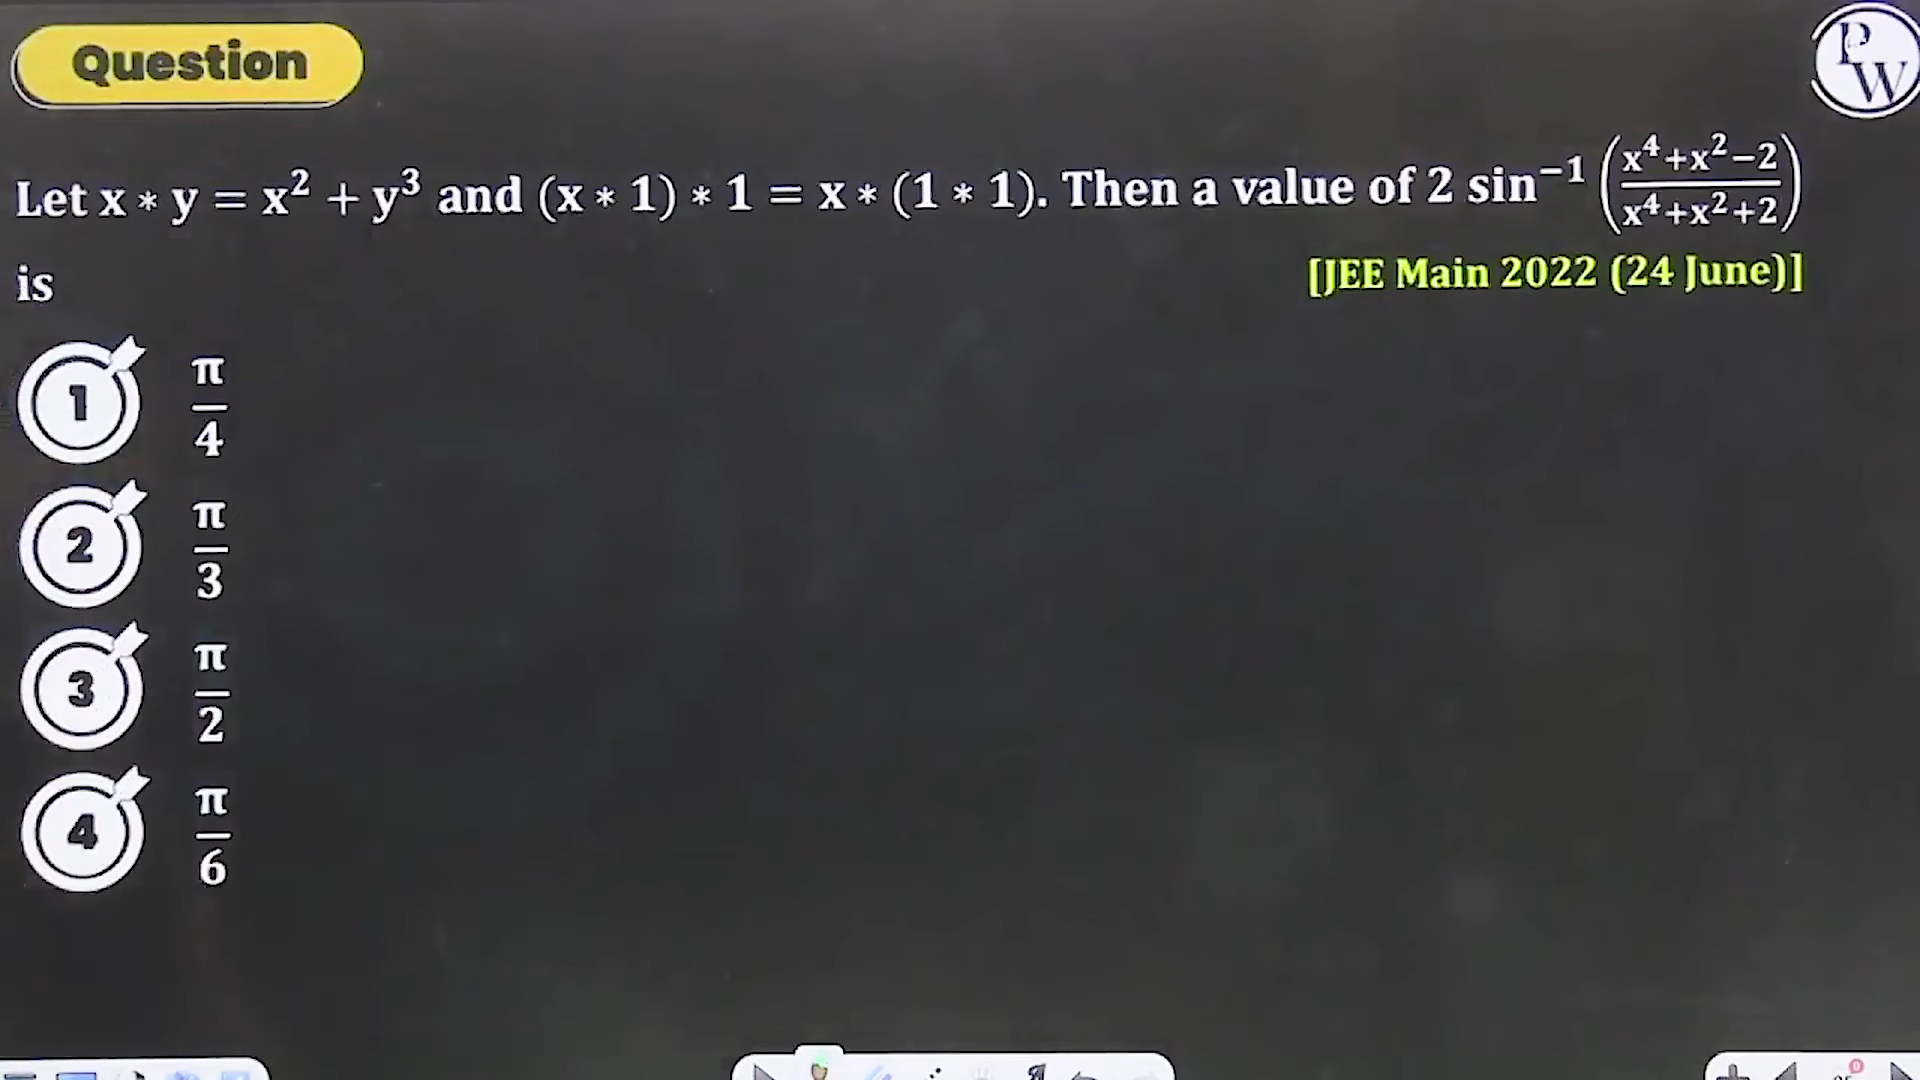 Question
PW
Let x * y = x² + y³ and (x * 1) * 1 = x * (1 * 1). Then a value of 2 sin⁻¹ ((x⁴+x²−2)/(x⁴+x²+2))
is
[JEE Main 2022 (24 June)]
1 π/4
2 π/3
3 π/2
4 π/6